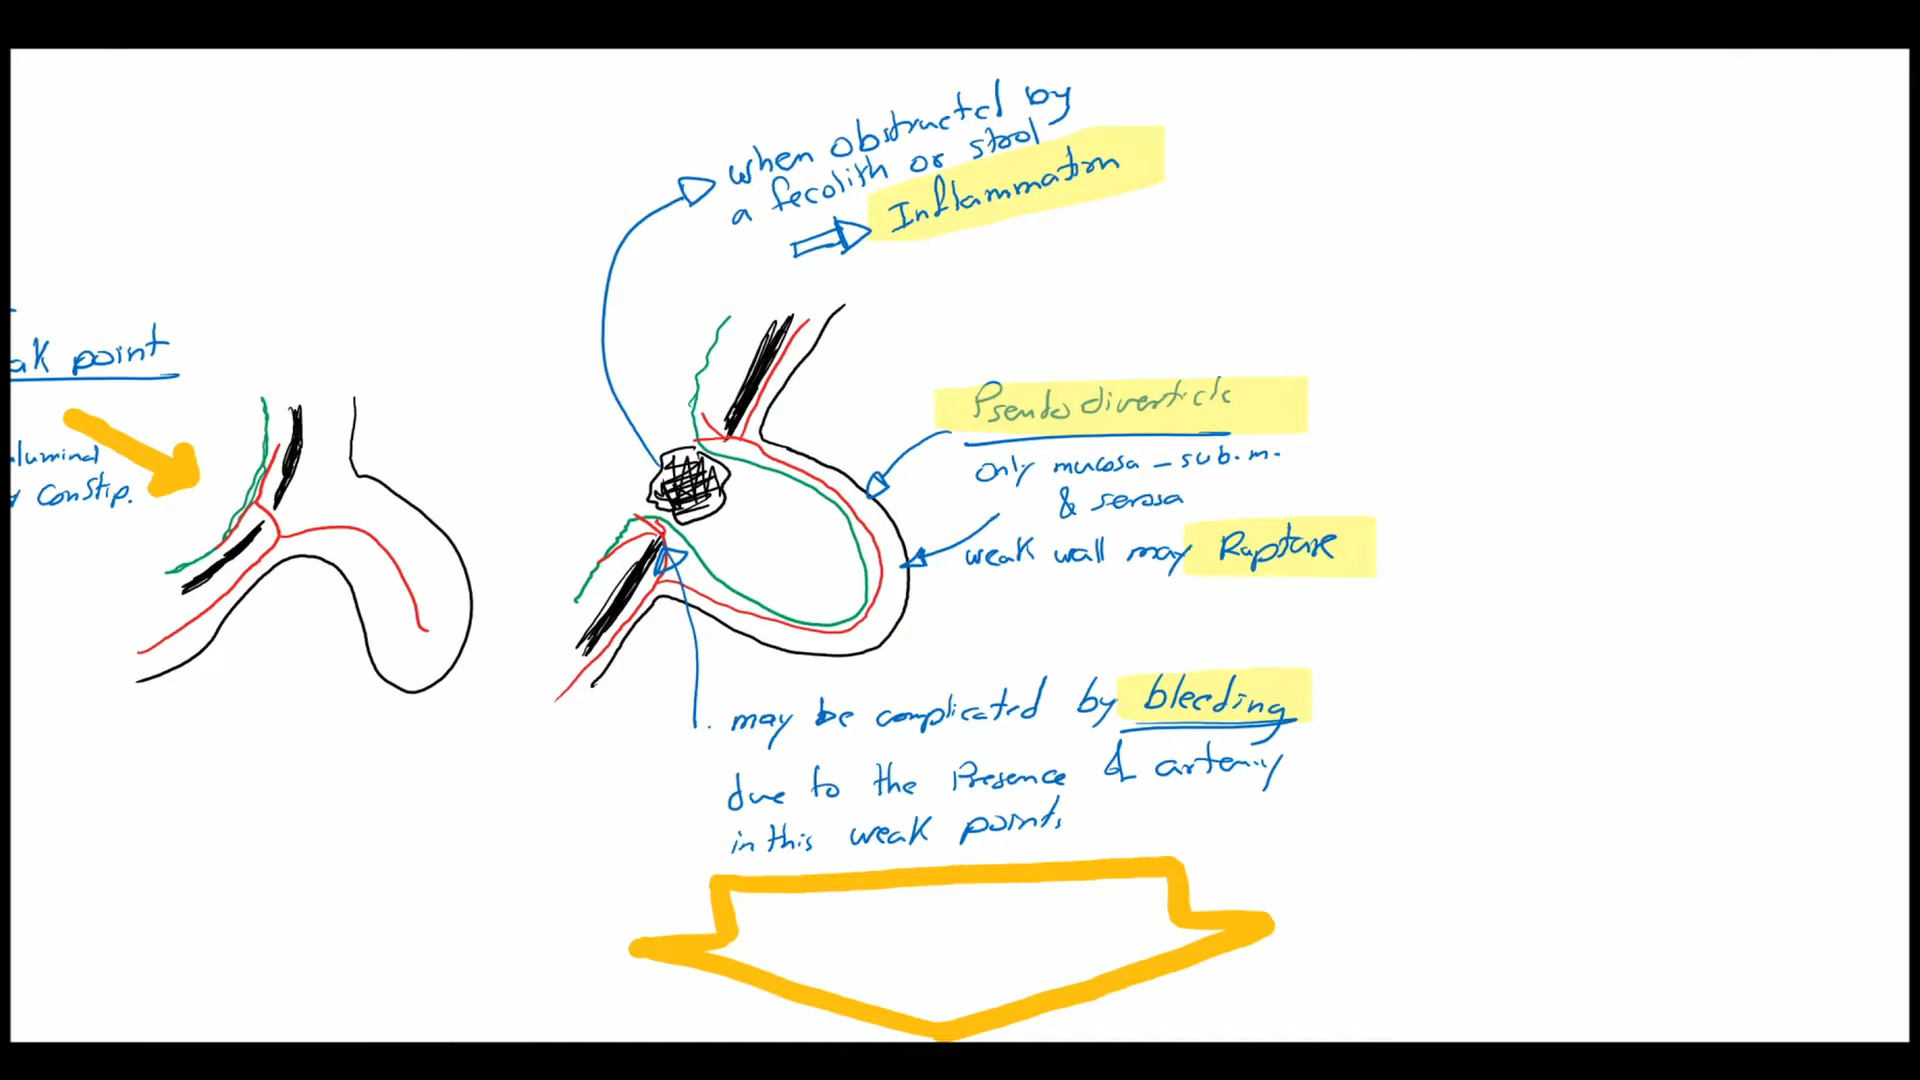 when obstructed by
a fecolith or stool
Inflammation
ak point
luminal
constip.
Pseudo diverticle
only mucosa - sub.m.
& serosa
weak wall may Rupture
may be complicated by bleeding
due to the Presence of artery
in this weak points